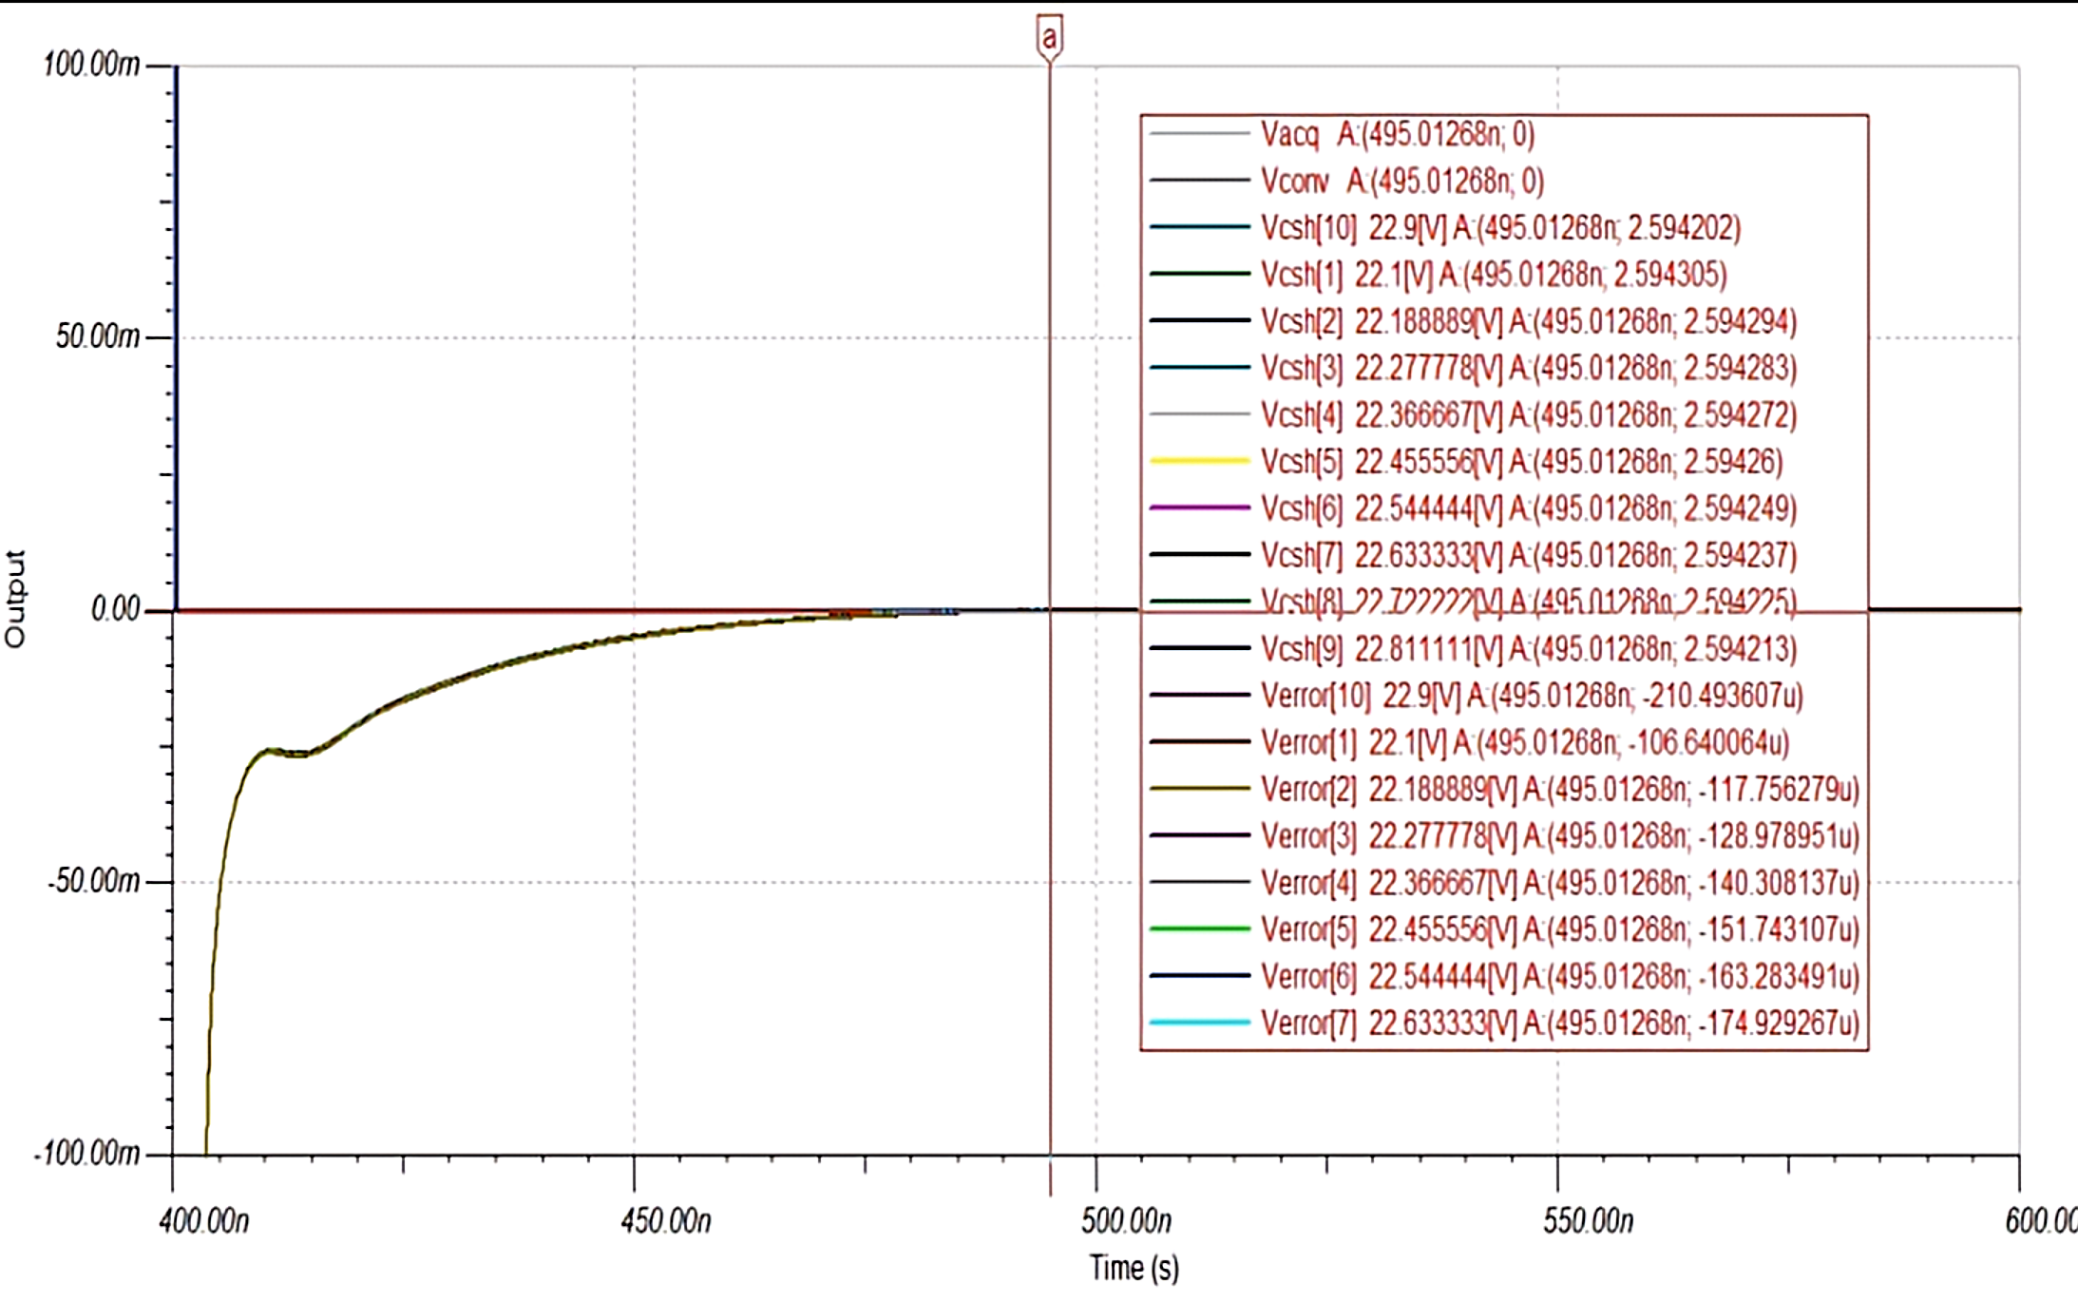 a
100.00m
50.00m
0.00
-50.00m
-100.00m
Output
Vacq A:(495.01268n; 0)
Vconv A:(495.01268n; 0)
Vcsh[10] 22.9[V] A:(495.01268n; 2.594202)
Vcsh[1] 22.1[V] A:(495.01268n; 2.594305)
Vcsh[2] 22.188889[V] A:(495.01268n; 2.594294)
Vcsh[3] 22.277778[V] A:(495.01268n; 2.594283)
Vcsh[4] 22.366667[V] A:(495.01268n; 2.594272)
Vcsh[5] 22.455556[V] A:(495.01268n; 2.59426)
Vcsh[6] 22.544444[V] A:(495.01268n; 2.594249)
Vcsh[7] 22.633333[V] A:(495.01268n; 2.594237)
Vcsh[8] 22.722222[V] A:(495.01268n; 2.594225)
Vcsh[9] 22.811111[V] A:(495.01268n; 2.594213)
Verror[10] 22.9[V] A:(495.01268n; -210.493607u)
Verror[1] 22.1[V] A:(495.01268n; -106.640064u)
Verror[2] 22.188889[V] A:(495.01268n; -117.756279u)
Verror[3] 22.277778[V] A:(495.01268n; -128.978951u)
Verror[4] 22.366667[V] A:(495.01268n; -140.308137u)
Verror[5] 22.455556[V] A:(495.01268n; -151.743107u)
Verror[6] 22.544444[V] A:(495.01268n; -163.283491u)
Verror[7] 22.633333[V] A:(495.01268n; -174.929267u)
400.00n
450.00n
500.00n
550.00n
600.00
Time (s)